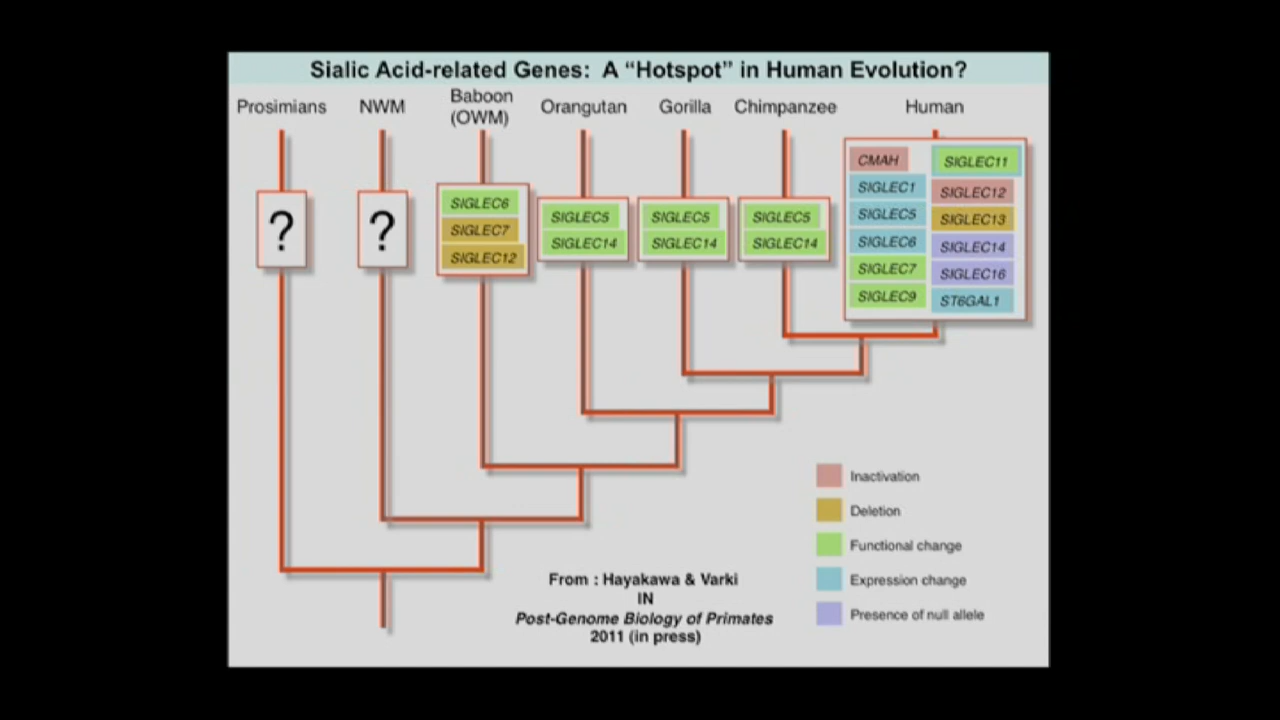 Sialic Acid-related Genes: A “Hotspot” in Human Evolution?
Prosimians
NWM
Baboon
(OWM)
Orangutan
Gorilla
Chimpanzee
Human
?
?
SIGLEC6
SIGLEC7
SIGLEC12
SIGLEC5
SIGLEC14
SIGLEC5
SIGLEC14
SIGLEC5
SIGLEC14
CMAH
SIGLEC1
SIGLEC5
SIGLEC6
SIGLEC7
SIGLEC9
SIGLEC11
SIGLEC12
SIGLEC13
SIGLEC14
SIGLEC16
ST6GAL1
Inactivation
Deletion
Functional change
Expression change
Presence of null allele
From : Hayakawa & Varki
IN
Post-Genome Biology of Primates
2011 (in press)